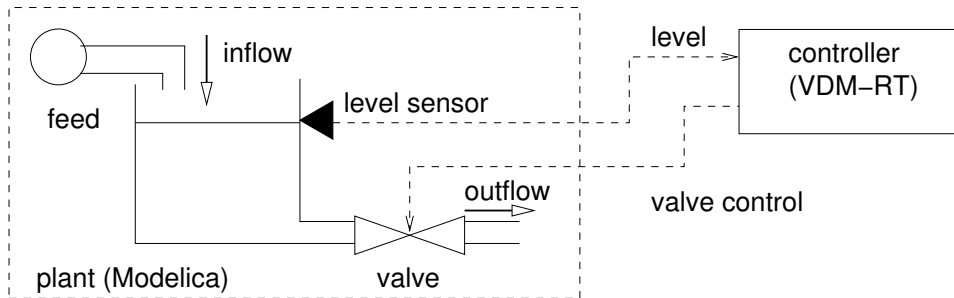 level
controller
(VDM−RT)
inflow
level sensor
feed
outflow
valve control
plant (Modelica)
valve